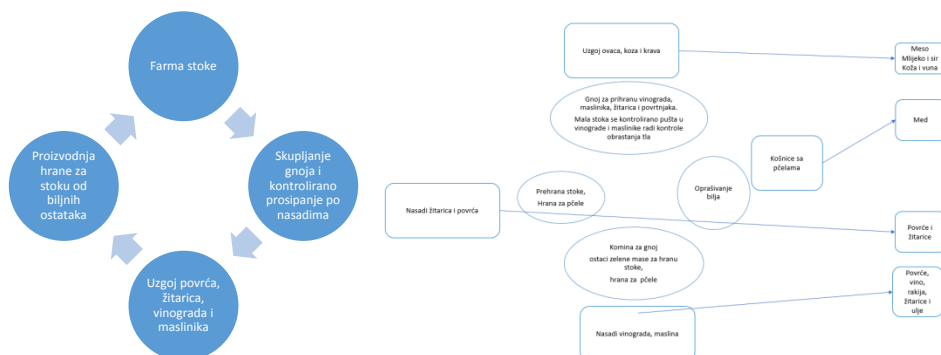 Farma stoke
Skupljanje
gnoja i
kontrolirano
prosipanje po
nasadima
Uzgoj povrća,
žitarica,
vinograda i
maslinika
Proizvodnja
hrane za
stoku od
biljnih
ostataka
Uzgoj ovaca, koza i krava
Meso
Mlijeko i sir
Koža i vuna
Gnoj za prihranu vinograda,
maslinika, žitarica i povrtnjaka.
Mala stoka se kontrolirano pušta u
vinograde i maslinike radi kontrole
obrastanja tla
Med
Košnice sa
pčelama
Oprašivanje
bilja
Prehrana stoke,
Hrana za pčele
Nasadi žitarica i povrća
Povrće i
žitarice
Komina za gnoj
ostaci zelene mase za hranu
stoke,
hrana za pčele
Povrće,
vino,
rakija,
žitarice i
ulje
Nasadi vinograda, maslina